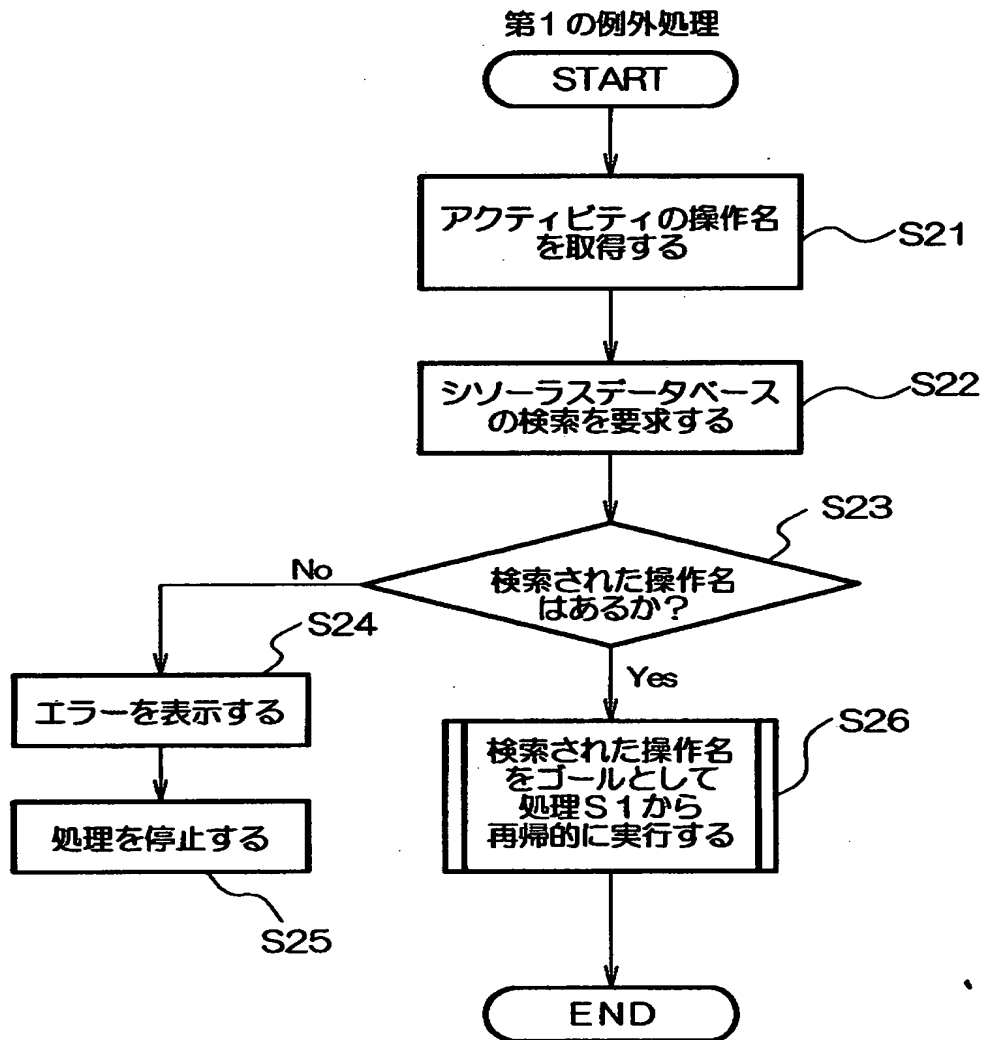 第1の例外処理
START
アクティビティの操作名
を取得する
S21
シソーラスデータベース
の検索を要求する
S22
S23
検索された操作名
はあるか?
No
Yes
S24
エラーを表示する
処理を停止する
S25
S26
検索された操作名
をゴールとして
処理S1から
再帰的に実行する
END